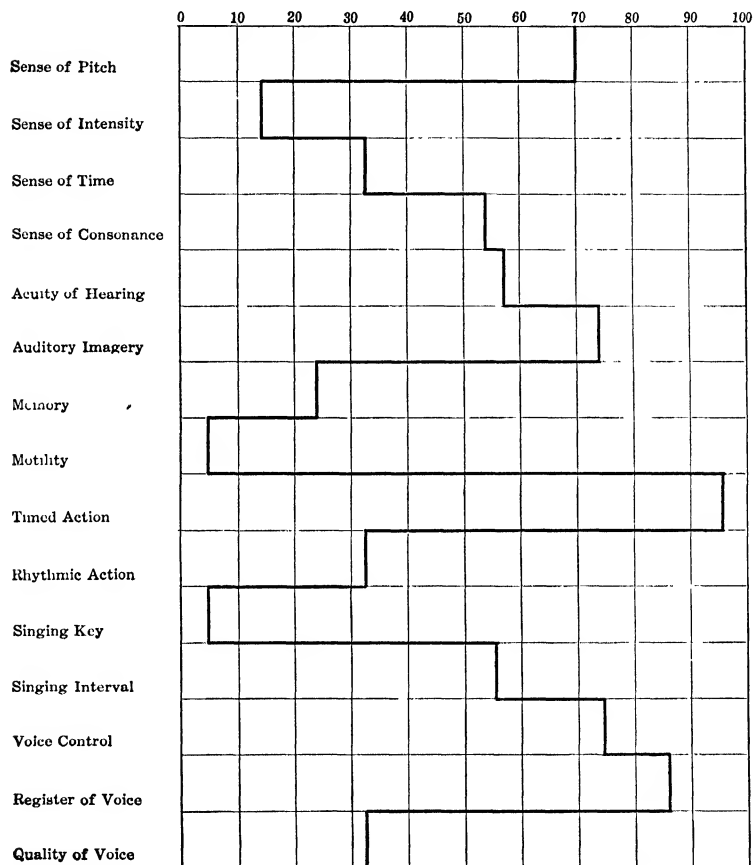 0 10 20 30 40 50 60 70 80 90 100
Sense of Pitch
Sense of Intensity
Sense of Time
Sense of Consonance
Acuity of Hearing
Auditory Imagery
Memory
Motility
Timed Action
Rhythmic Action
Singing Key
Singing Interval
Voice Control
Register of Voice
Quality of Voice